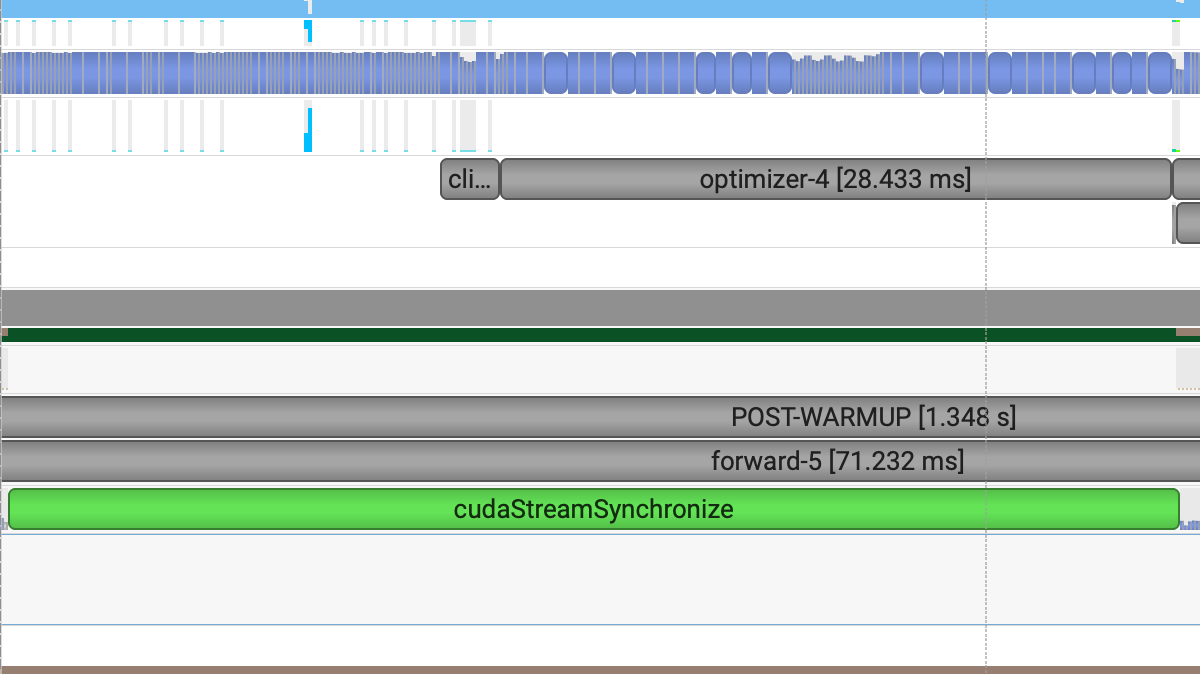 cli... optimizer-4 [28.433 ms]
POST-WARMUP [1.348 s]
forward-5 [71.232 ms]
cudaStreamSynchronize